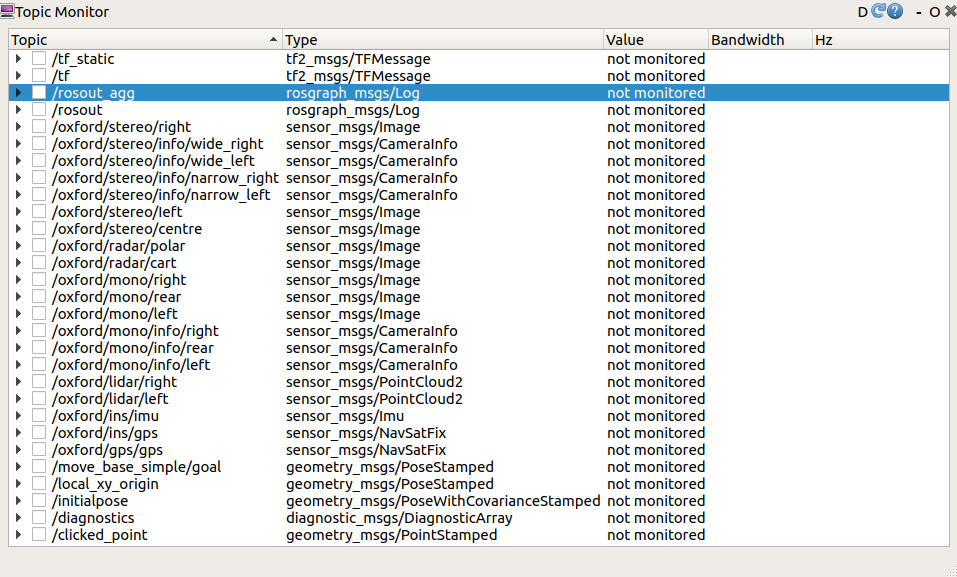 Topic Monitor D ? - O
Topic Type Value Bandwidth Hz
/tf_static tf2_msgs/TFMessage not monitored
/tf tf2_msgs/TFMessage not monitored
/rosout_agg rosgraph_msgs/Log not monitored
/rosout rosgraph_msgs/Log not monitored
/oxford/stereo/right sensor_msgs/Image not monitored
/oxford/stereo/info/wide_right sensor_msgs/CameraInfo not monitored
/oxford/stereo/info/wide_left sensor_msgs/CameraInfo not monitored
/oxford/stereo/info/narrow_right sensor_msgs/CameraInfo not monitored
/oxford/stereo/info/narrow_left sensor_msgs/CameraInfo not monitored
/oxford/stereo/Ieft sensor_msgs/Image not monitored
/oxford/stereo/centre sensor_msgs/Image not monitored
/oxford/radar/polar sensor_msgs/Image not monitored
/oxford/radar/cart sensor_msgs/Image not monitored
/oxford/mono/right sensor_msgs/Image not monitored
/oxford/mono/rear sensor_msgs/Image not monitored
/oxford/mono/left sensor_msgs/Image not monitored
/oxford/mono/info/right sensor_msgs/CameraInfo not monitored
/oxford/mono/info/rear sensor_msgs/CameraInfo not monitored
/oxford/mono/info/left sensor_msgs/CameraInfo not monitored
/oxford/lidar/right sensor_msgs/PointCloud2 not monitored
/oxford/lidar/left sensor_msgs/PointCloud2 not monitored
/oxford/ins/imu sensor_msgs/Imu not monitored
/oxford/ins/gps sensor_msgs/NavSatFix not monitored
/oxford/gps/gps sensor_msgs/NavSatFix not monitored
/move_base_simple/goal geometry_msgs/PoseStamped not monitored
/local_xy_origin geometry_msgs/PoseStamped not monitored
/initialpose geometry_msgs/PoseWithCovarianceStamped not monitored
/diagnostics diagnostic_msgs/DiagnosticArray not monitored
/clicked_point geometry_msgs/PointStamped not monitored